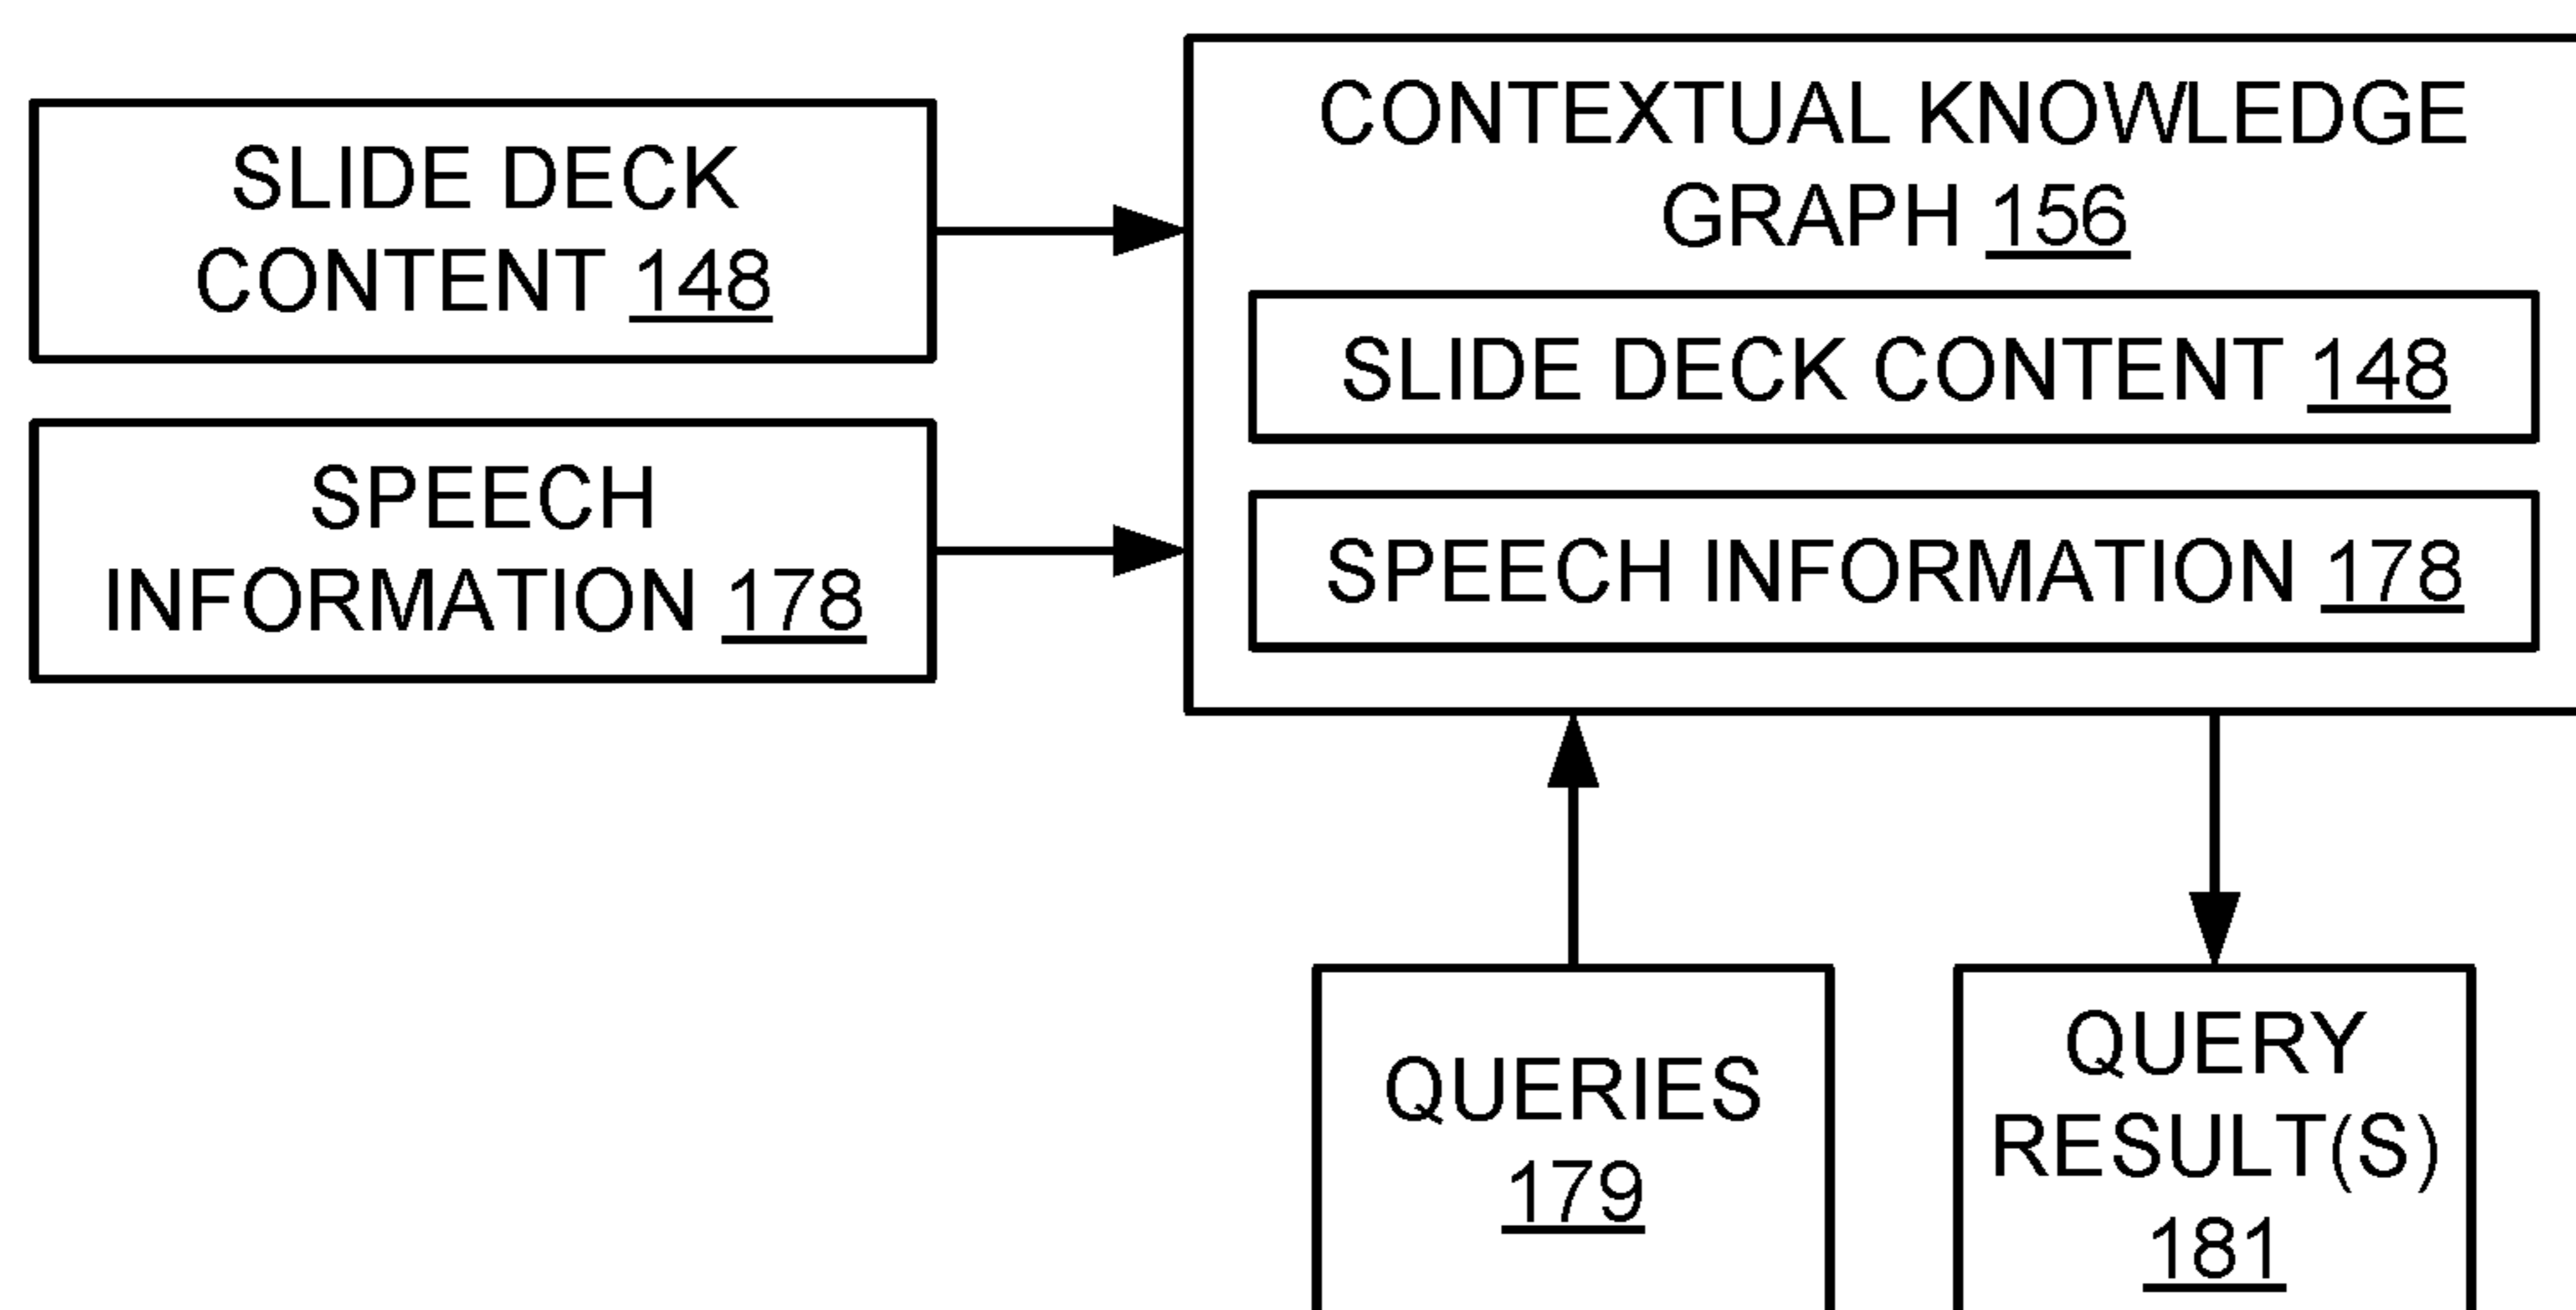 SLIDE DECK
CONTENT 148
SPEECH
INFORMATION 178
CONTEXTUAL KNOWLEDGE
GRAPH 156
SLIDE DECK CONTENT 148
SPEECH INFORMATION 178
QUERIES
179
QUERY
RESULT(S)
181